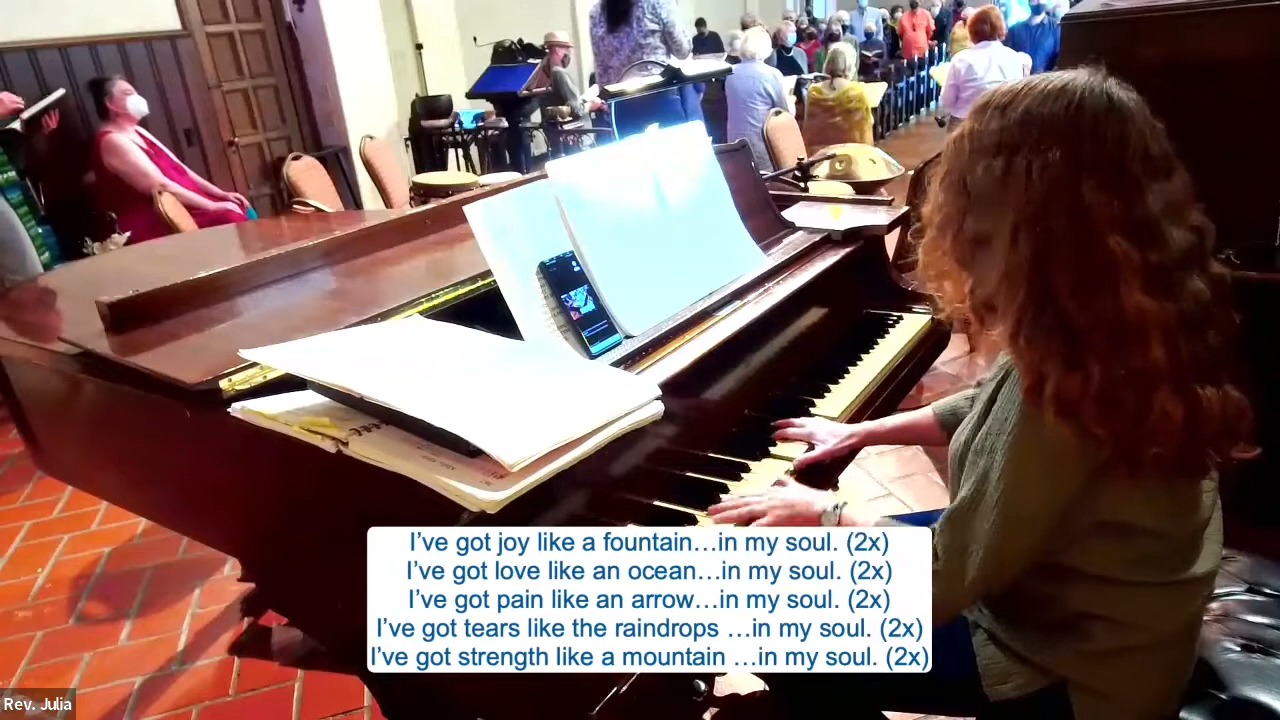 I've got joy like a fountain…in my soul. (2x)
I've got love like an ocean…in my soul. (2x)
I've got pain like an arrow…in my soul. (2x)
I've got tears like the raindrops …in my soul. (2x)
I've got strength like a mountain …in my soul. (2x)
Rev. Julia